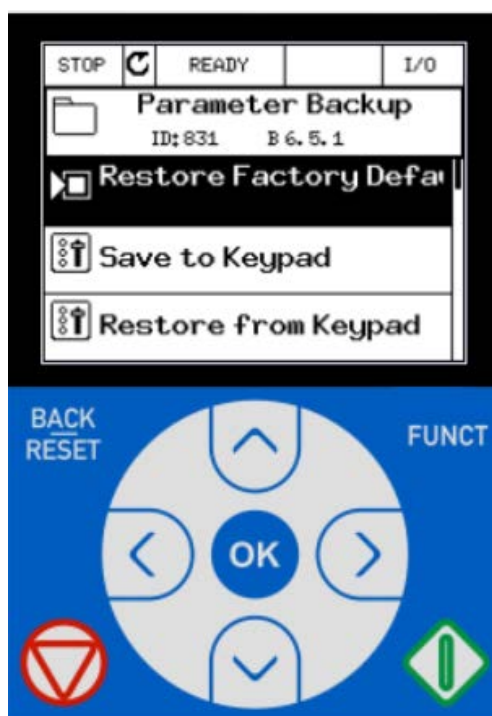 STOP READY I/O
Parameter Backup
ID:831 B 6.5.1
Restore Factory Defau
Save to Keypad
Restore from Keypad
BACK
RESET
FUNCT
OK